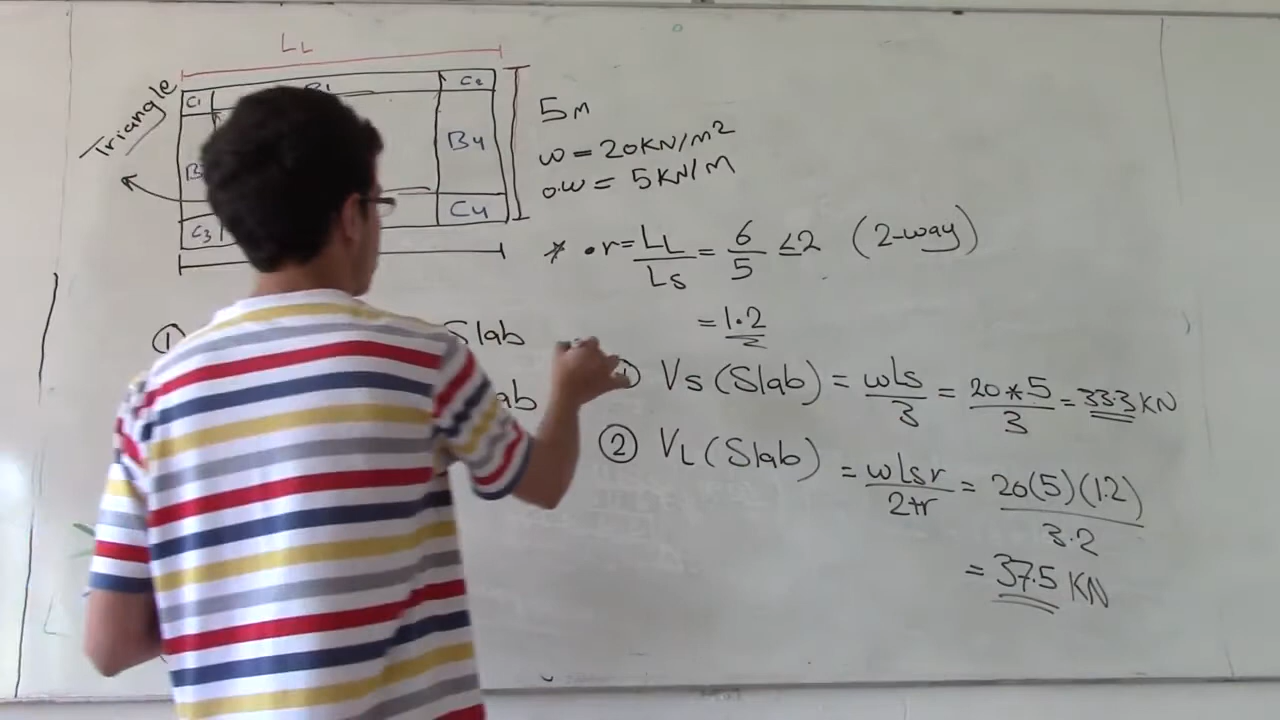 LL
Triangle
C1
C2
B4
C3
C4
5m
w = 20KN/m²
o.w = 5KN/M
* • r = LL/Ls = 6/5 ≤ 2 (2-way)
= 1.2
① Slab
① Vs (Slab) = wLs/3 = 20*5/3 = 33.3 KN
② VL (Slab) = wLsr/2+r = 20(5)(1.2)/3.2
= 37.5 KN